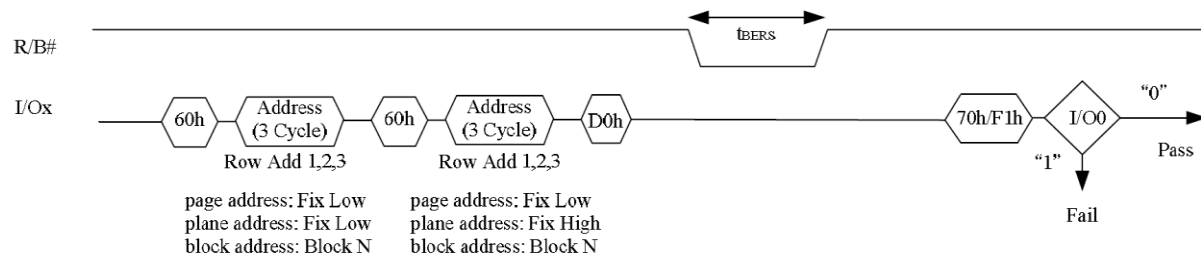 R/B#
tBERS
I/Ox
60h
Address
(3 Cycle)
60h
Address
(3 Cycle)
D0h
70h/F1h
I/O0
“0”
“1”
Pass
Fail
Row Add 1,2,3
Row Add 1,2,3
page address: Fix Low
plane address: Fix Low
block address: Block N
page address: Fix Low
plane address: Fix High
block address: Block N